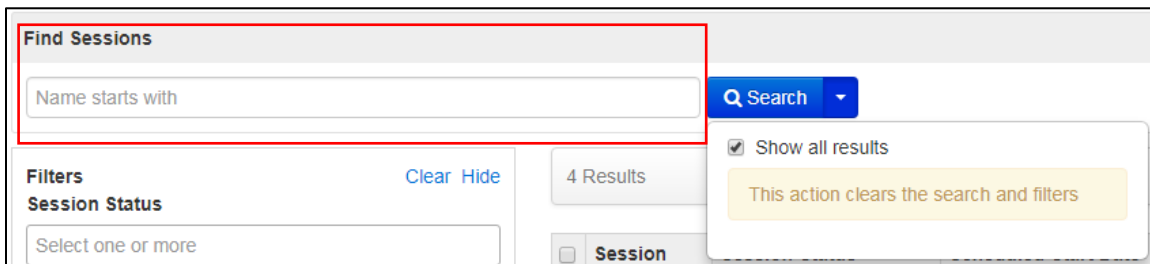 Find Sessions
Name starts with
Search
Show all results
This action clears the search and filters
Filters
Clear Hide
Session Status
Select one or more
4 Results
Session